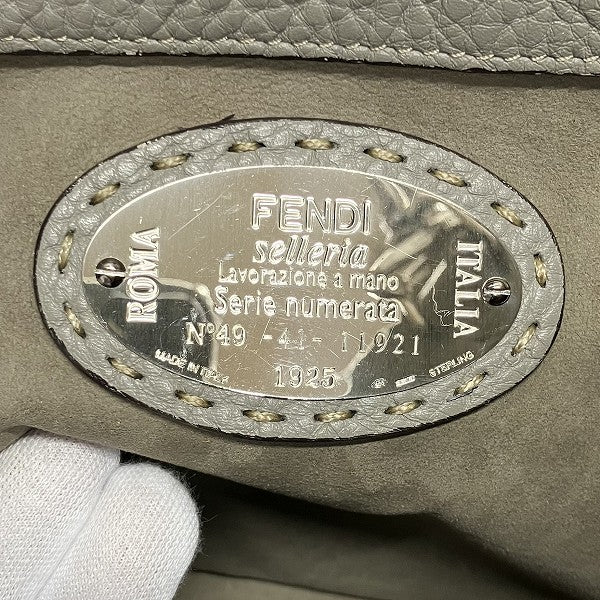 FENDI
selleria
Lavorazione a mano
Serie numerata
N°49 -41- 11921
1925
ROMA
ITALIA
MADE IN ITALY
STERLING